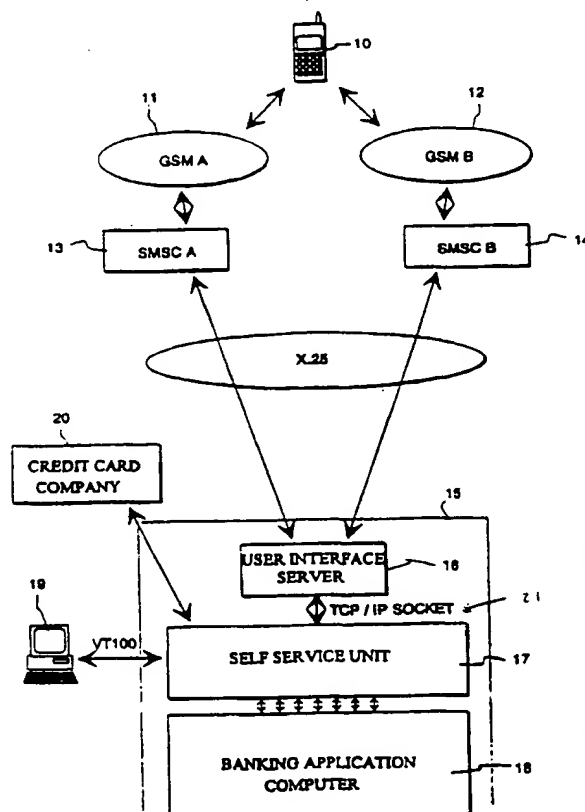 10
11
12
GSM A
GSM B
13
SMSC A
SMSC B
14
X.25
20
CREDIT CARD
COMPANY
15
USER INTERFACE
SERVER
16
TCP / IP SOCKET
21
19
VT100
SELF SERVICE UNIT
17
BANKING APPLICATION
COMPUTER
18